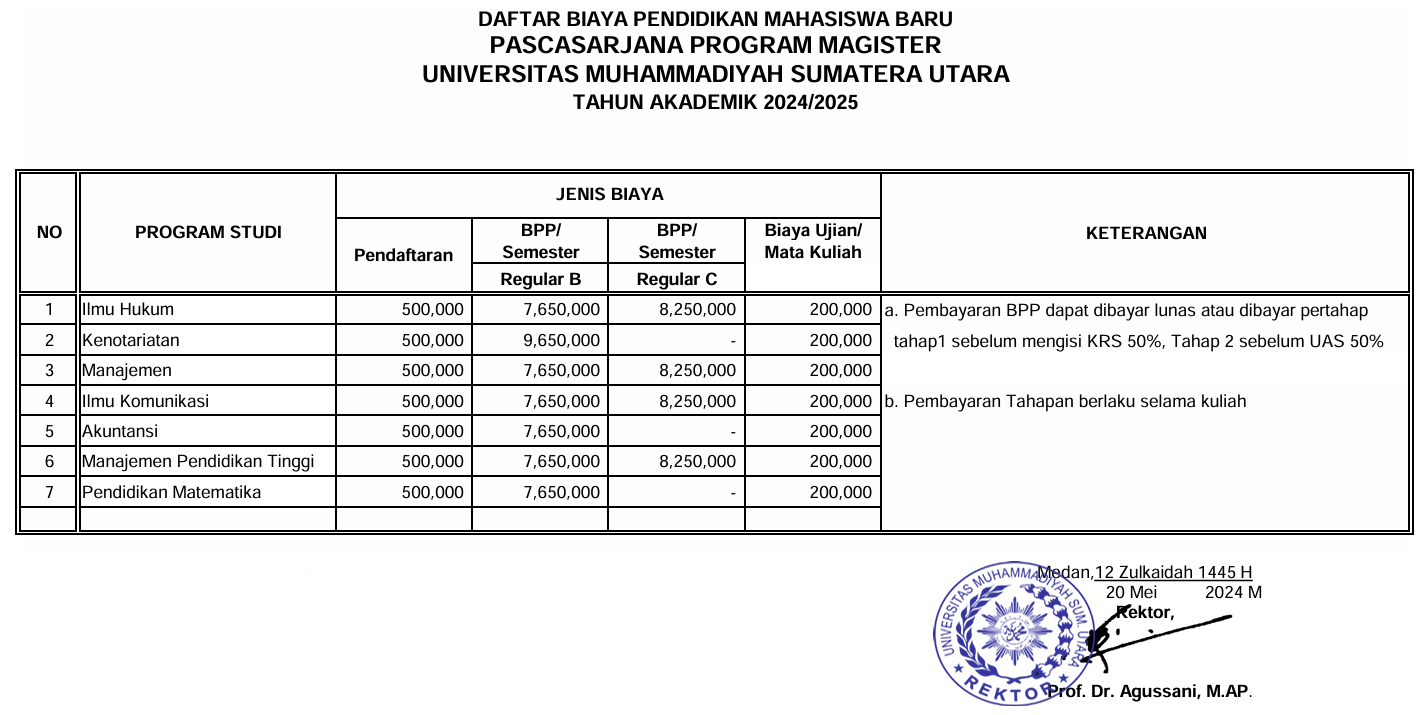 DAFTAR BIAYA PENDIDIKAN MAHASISWA BARU
PASCASARJANA PROGRAM MAGISTER
UNIVERSITAS MUHAMMADIYAH SUMATERA UTARA
TAHUN AKADEMIK 2024/2025
NO PROGRAM STUDI JENIS BIAYA KETERANGAN
Pendaftaran BPP/ Semester BPP/ Semester Biaya Ujian/ Mata Kuliah
Regular B Regular C
1 Ilmu Hukum 500,000 7,650,000 8,250,000 200,000 a. Pembayaran BPP dapat dibayar lunas atau dibayar pertahap
2 Kenotariatan 500,000 9,650,000 - 200,000 tahap1 sebelum mengisi KRS 50%, Tahap 2 sebelum UAS 50%
3 Manajemen 500,000 7,650,000 8,250,000 200,000
4 Ilmu Komunikasi 500,000 7,650,000 8,250,000 200,000 b. Pembayaran Tahapan berlaku selama kuliah
5 Akuntansi 500,000 7,650,000 - 200,000
6 Manajemen Pendidikan Tinggi 500,000 7,650,000 8,250,000 200,000
7 Pendidikan Matematika 500,000 7,650,000 - 200,000
Medan,12 Zulkaidah 1445 H
20 Mei 2024 M
Rektor,
UNIVERSITAS MUHAMMADIYAH SUM. UTARA
REKTOR
Prof. Dr. Agussani, M.AP.